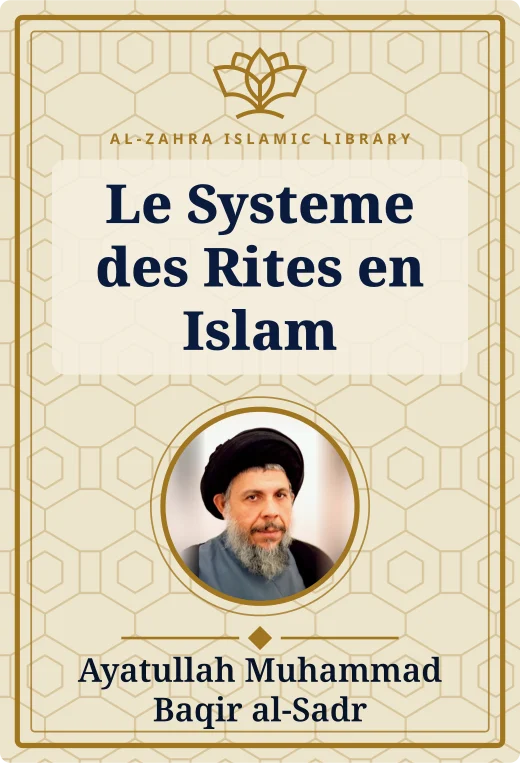 AL-ZAHRA ISLAMIC LIBRARY
Le Systeme
des Rites en
Islam
Ayatullah Muhammad
Baqir al-Sadr